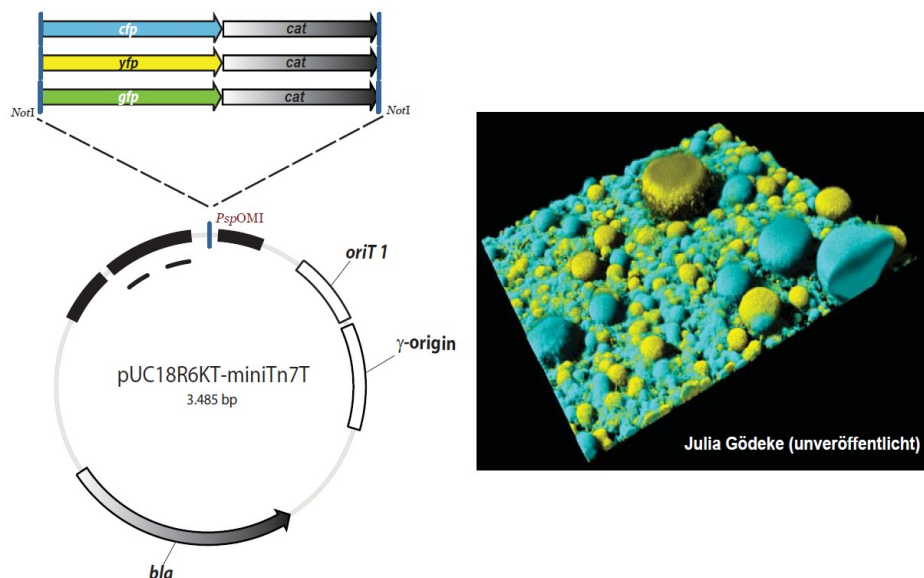 cfp cat
yfp cat
gfp cat
NotI NotI
PspOMI
oriT 1
γ-origin
pUC18R6KT-miniTn7T
3.485 bp
bla
Julia Gödeke (unveröffentlicht)